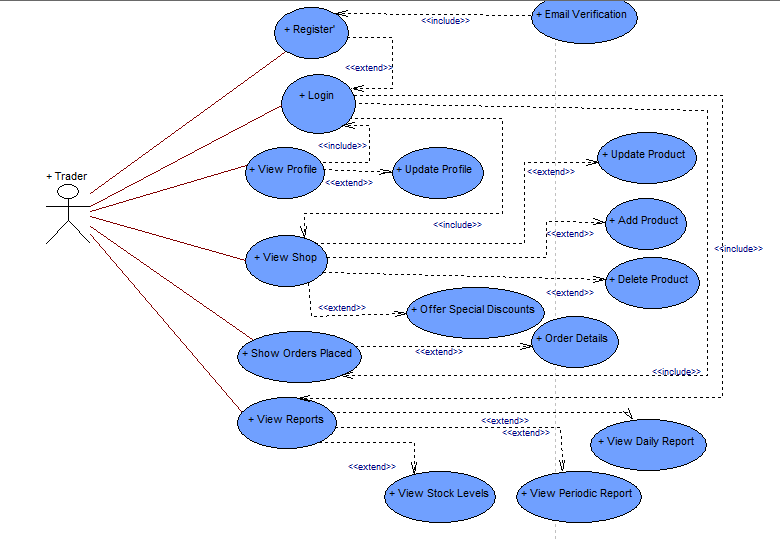 + Email Verification
<<include>>
+ Register'
<<extend>>
+ Login
<<include>>
+ Update Product
+ View Profile
+ Update Profile
<<extend>>
<<extend>>
+ Trader
+ Add Product
<<include>>
<<extend>>
<<include>>
+ View Shop
+ Delete Product
<<extend>>
<<extend>>
+ Offer Special Discounts
+ Order Details
+ Show Orders Placed
<<extend>>
<<include>>
+ View Reports
<<extend>>
<<extend>>
+ View Daily Report
<<extend>>
+ View Stock Levels
+ View Periodic Report